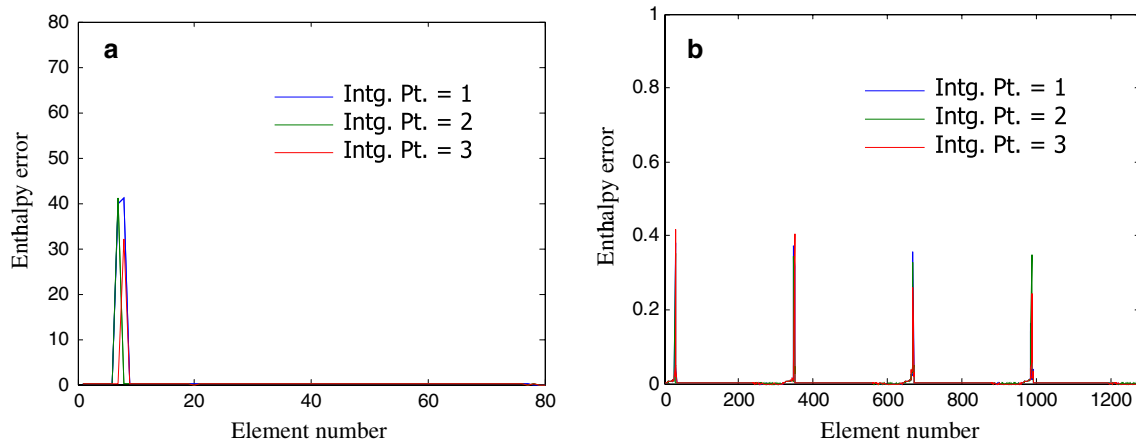 80
70
60
50
40
30
20
10
0
a
Intg. Pt. = 1
Intg. Pt. = 2
Intg. Pt. = 3
Enthalpy error
0 20 40 60 80
Element number
1
0.8
0.6
0.4
0.2
0
b
Intg. Pt. = 1
Intg. Pt. = 2
Intg. Pt. = 3
Enthalpy error
0 200 400 600 800 1000 1200
Element number